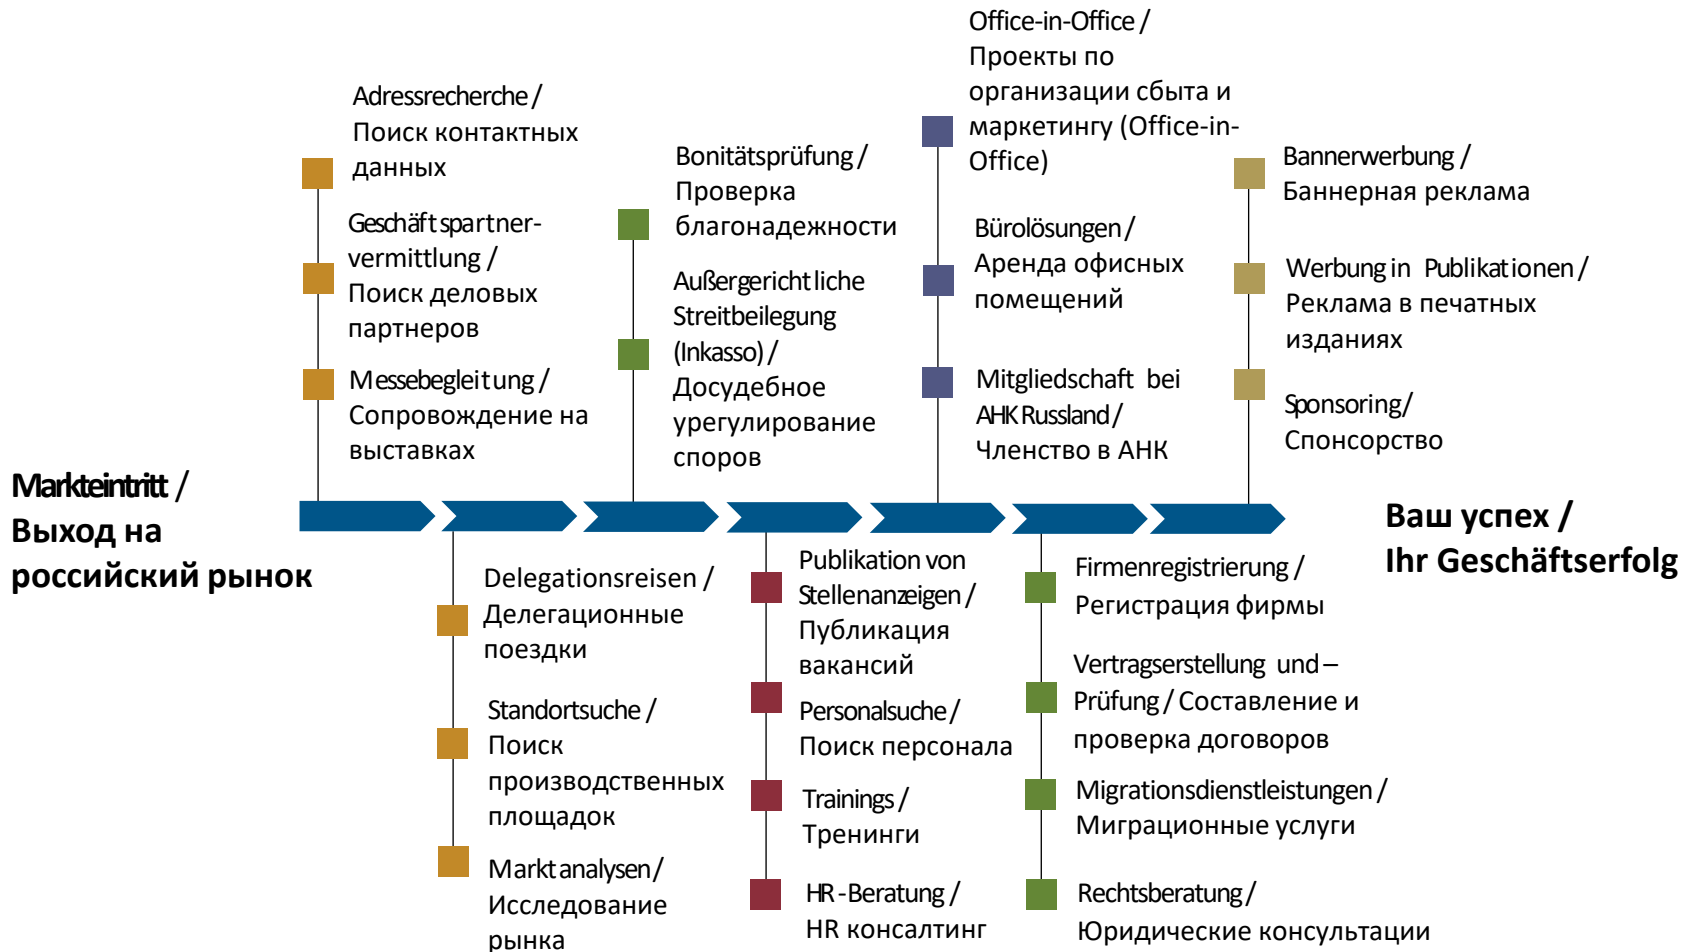 Adressrecherche /
Поиск контактных
данных
Geschäftspartner-
vermittlung /
Поиск деловых
партнеров
Messebegleitung /
Сопровождение на
выставках
Bonitätsprüfung /
Проверка
благонадежности
Außergerichtliche
Streitbeilegung
(Inkasso) /
Досудебное
урегулирование
споров
Office-in-Office /
Проекты по
организации сбыта и
маркетингу (Office-in-
Office)
Bürolösungen /
Аренда офисных
помещений
Mitgliedschaft bei
AHK Russland /
Членство в АНК
Bannerwerbung /
Баннерная реклама
Werbung in Publikationen /
Реклама в печатных
изданиях
Sponsoring /
Спонсорство
Markteintritt /
Выход на
российский рынок
Ваш успех /
Ihr Geschäftserfolg
Delegationsreisen /
Делегационные
поездки
Standortsuche /
Поиск
производственных
площадок
Marktanalysen /
Исследование
рынка
Publikation von
Stellenanzeigen /
Публикация
вакансий
Personalsuche /
Поиск персонала
Trainings /
Тренинги
HR-Beratung /
HR консалтинг
Firmenregistrierung /
Регистрация фирмы
Vertragserstellung und –
Prüfung / Составление и
проверка договоров
Migrationsdienstleistungen /
Миграционные услуги
Rechtsberatung /
Юридические консультации